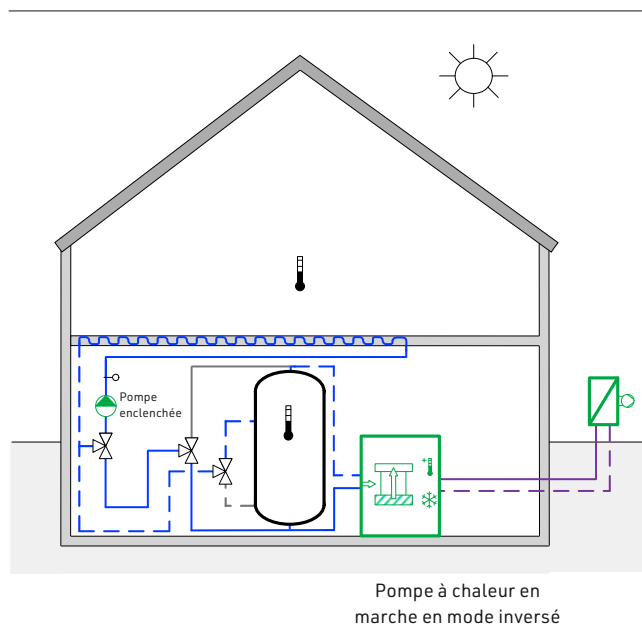 Pompe
enclenchée
Pompe à chaleur en
marche en mode inversé